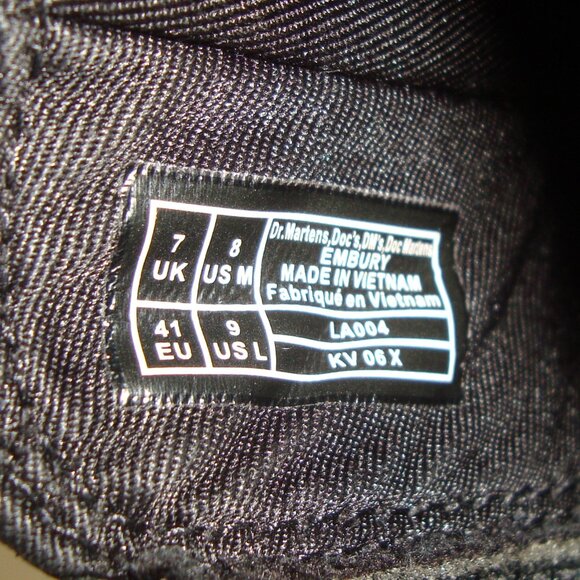 7 UK
8 US M
41 EU
9 US L
Dr.Martens,Doc's,DM's,Doc Martens
EMBURY
MADE IN VIETNAM
Fabriqué en Vietnam
LA004
KV 06 X